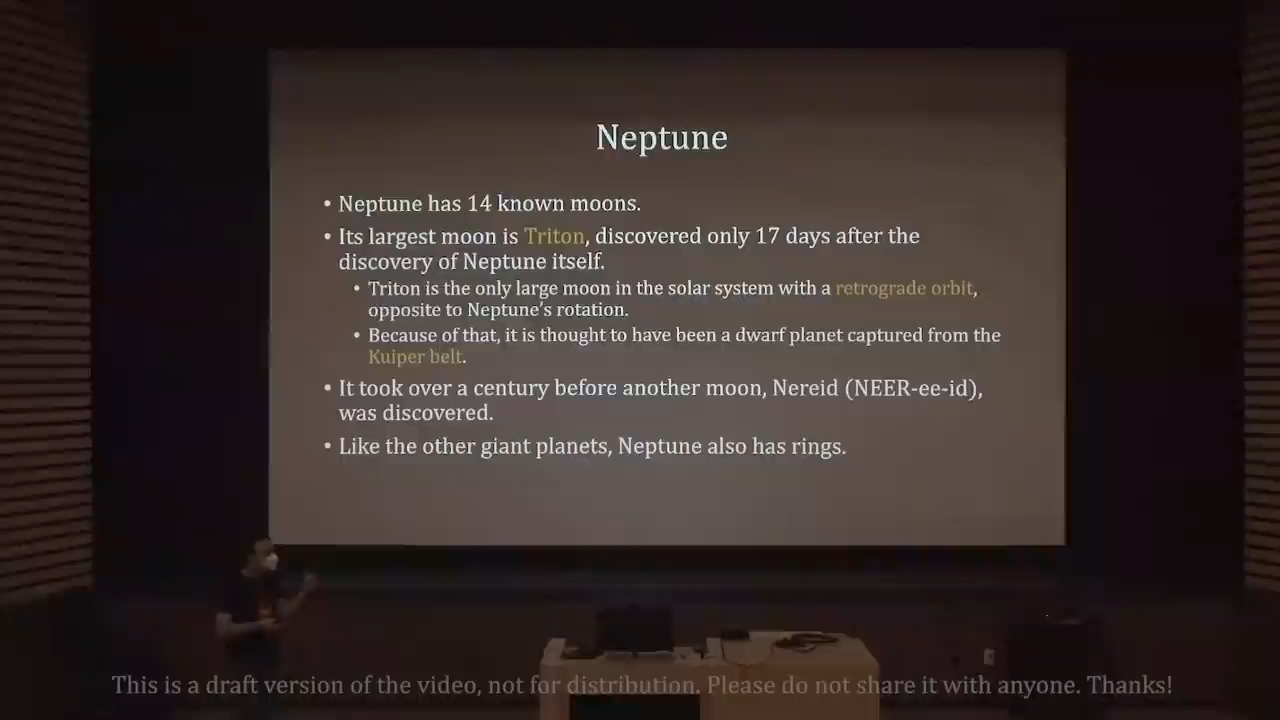 Neptune
• Neptune has 14 known moons.
• Its largest moon is Triton, discovered only 17 days after the
discovery of Neptune itself.
• Triton is the only large moon in the solar system with a retrograde orbit,
opposite to Neptune's rotation.
• Because of that, it is thought to have been a dwarf planet captured from the
Kuiper belt.
• It took over a century before another moon, Nereid (NEER-ee-id),
was discovered.
• Like the other giant planets, Neptune also has rings.
This is a draft version of the video, not for distribution. Please do not share it with anyone. Thanks!